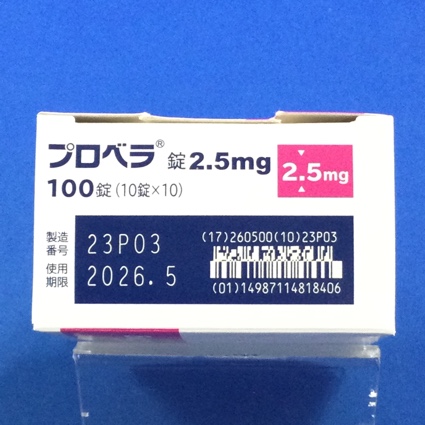 プロベラ® 錠 2.5mg
2.5mg
100錠 (10錠×10)
製造番号 23P03
使用期限 2026.5
(17)260500(10)23P03
(01)14987114818406